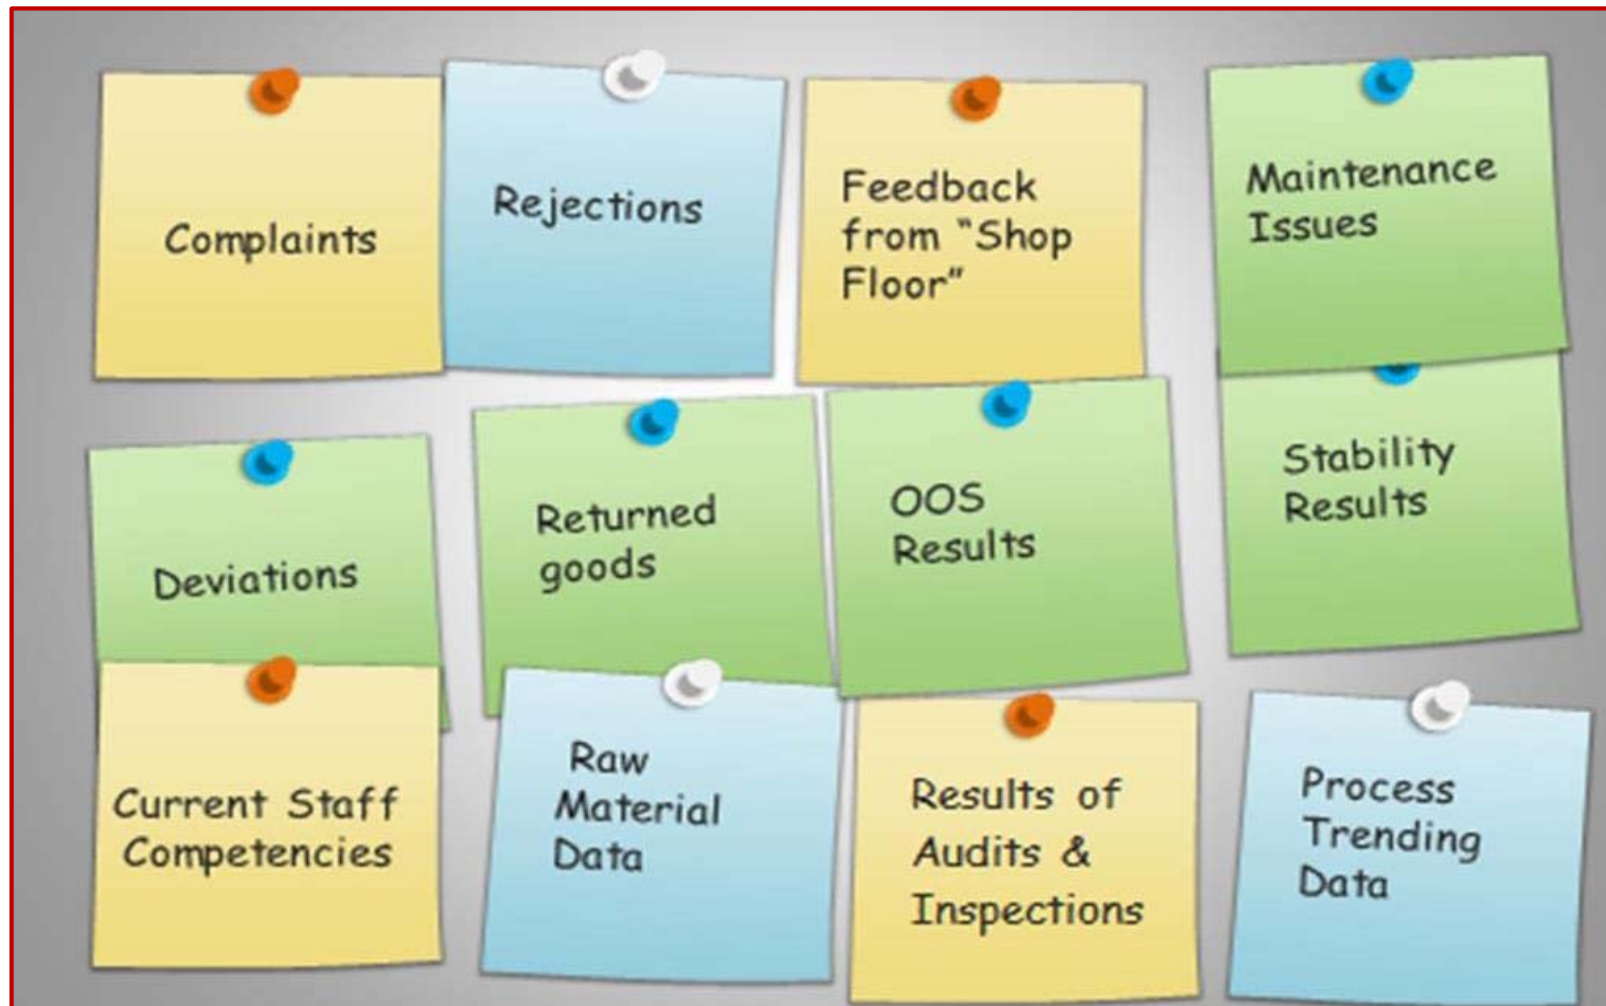 Complaints
Rejections
Feedback
from “Shop
Floor”
Maintenance
Issues
Deviations
Returned
goods
OOS
Results
Stability
Results
Current Staff
Competencies
Raw
Material
Data
Results of
Audits &
Inspections
Process
Trending
Data